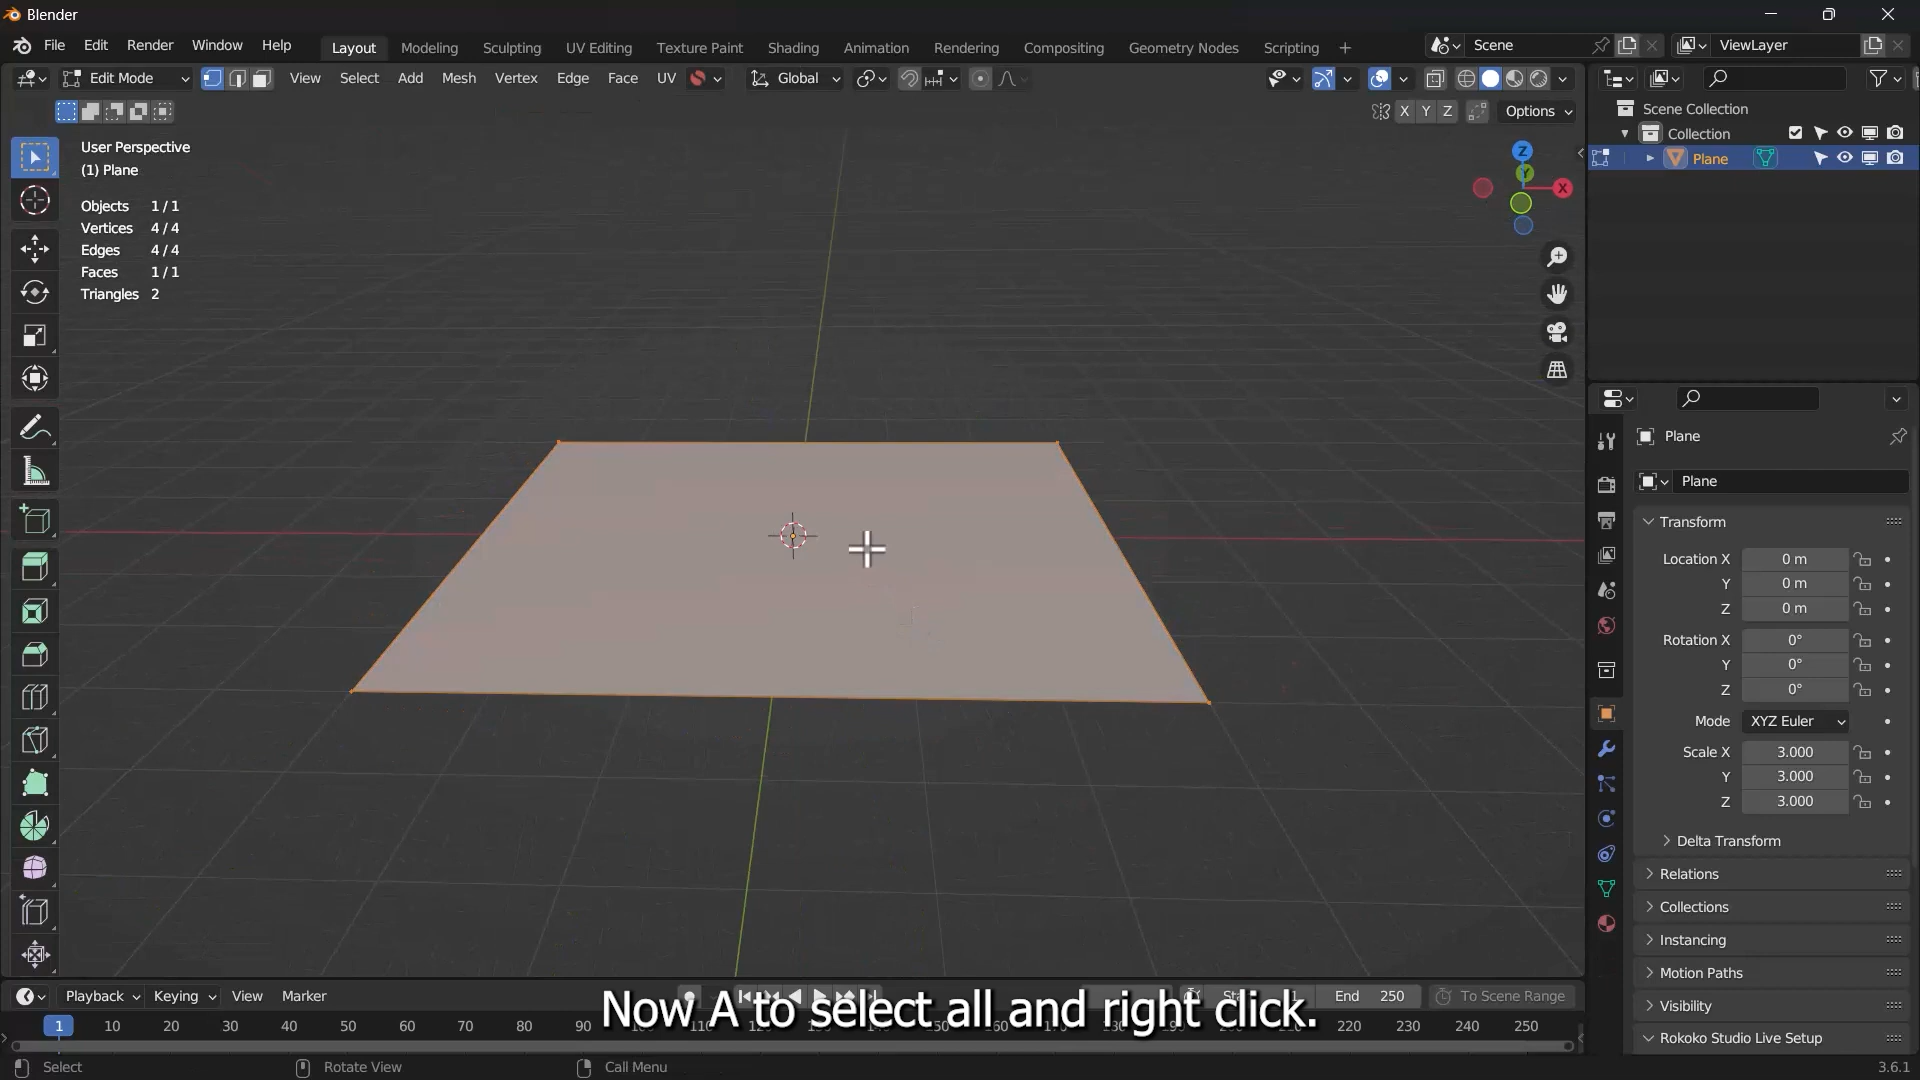 Blender
File Edit Render Window Help
Layout Modeling Sculpting UV Editing Texture Paint Shading Animation Rendering Compositing Geometry Nodes Scripting +
Scene
ViewLayer
Edit Mode View Select Add Mesh Vertex Edge Face UV Global
X Y Z Options
User Perspective
(1) Plane
Objects 1/1
Vertices 4/4
Edges 4/4
Faces 1/1
Triangles 2
Z
Y
X
Scene Collection
Collection
Plane
Plane
Plane
Transform
Location X 0 m
Y 0 m
Z 0 m
Rotation X 0°
Y 0°
Z 0°
Mode XYZ Euler
Scale X 3.000
Y 3.000
Z 3.000
Delta Transform
Relations
Collections
Instancing
Motion Paths
Visibility
Rokoko Studio Live Setup
Playback Keying View Marker
End 250 To Scene Range
Now A to select all and right click.
1 10 20 30 40 50 60 70 80 90 220 230 240 250
Select Rotate View Call Menu 3.6.1